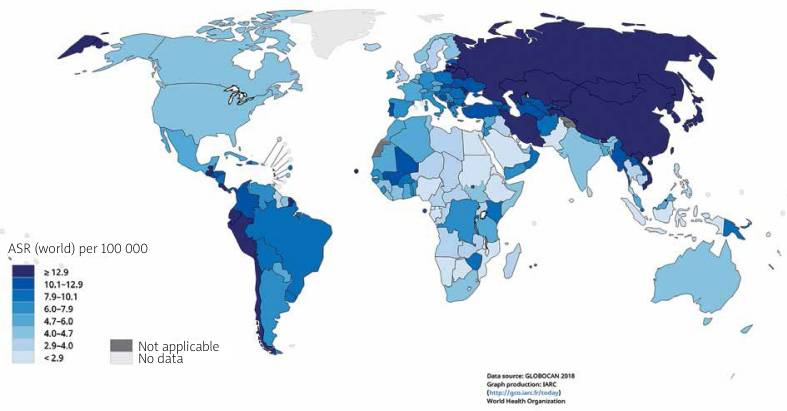 ASR (world) per 100 000
≥ 12.9
10.1–12.9
7.9–10.1
6.0–7.9
4.7–6.0
4.0–4.7
2.9–4.0
< 2.9
Not applicable
No data
Data source: GLOBOCAN 2018
Graph production: IARC
(http://gco.iarc.fr/today)
World Health Organization